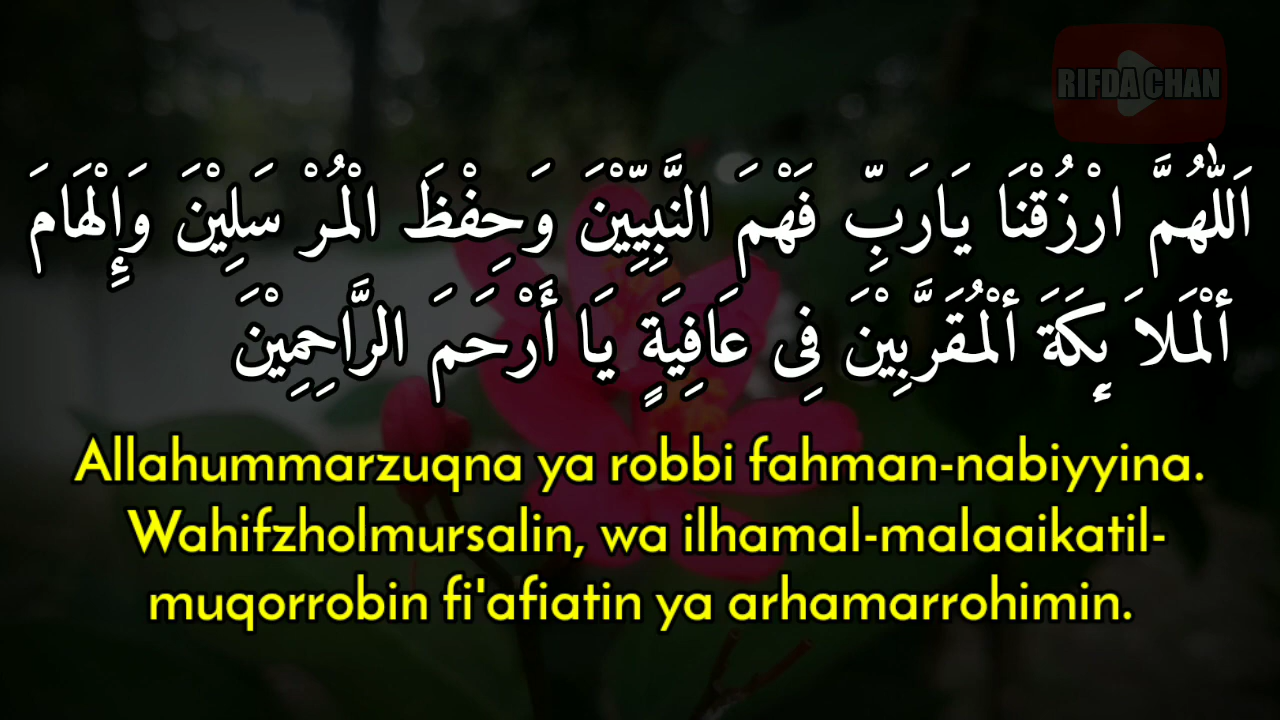 RIFDA CHAN
اَللّٰهُمَّ ارْزُقْنَا يَارَبِّ فَهْمَ النَّبِيِّيْنَ وَحِفْظَ الْمُرْ سَلِيْنَ وَإِلْهَامَ
أْلْمَلاَ ىِٕكَةَ أْلْمُقَرَّبِيْنَ فِى عَافِيَةٍ يَا أَرْحَمَ الرَّاحِمِيْنَ
Allahummarzuqna ya robbi fahman-nabiyyina.
Wahifzholmursalin, wa ilhamal-malaaikatil-
muqorrobin fi'afiatin ya arhamarrohimin.